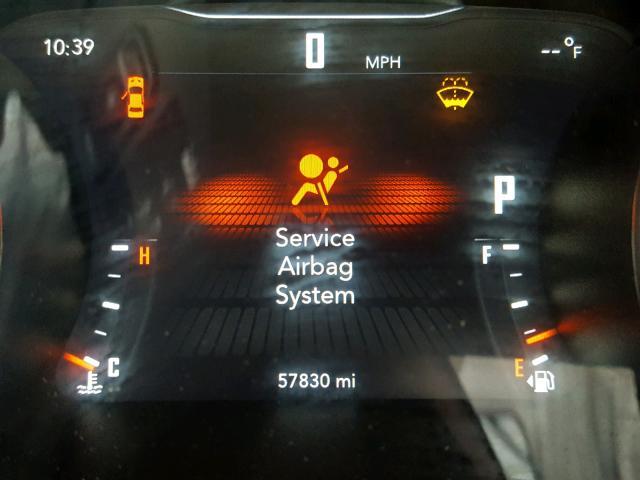 10:39
0 MPH
--°F
P
Service
Airbag
System
H
F
C
E
57830 mi